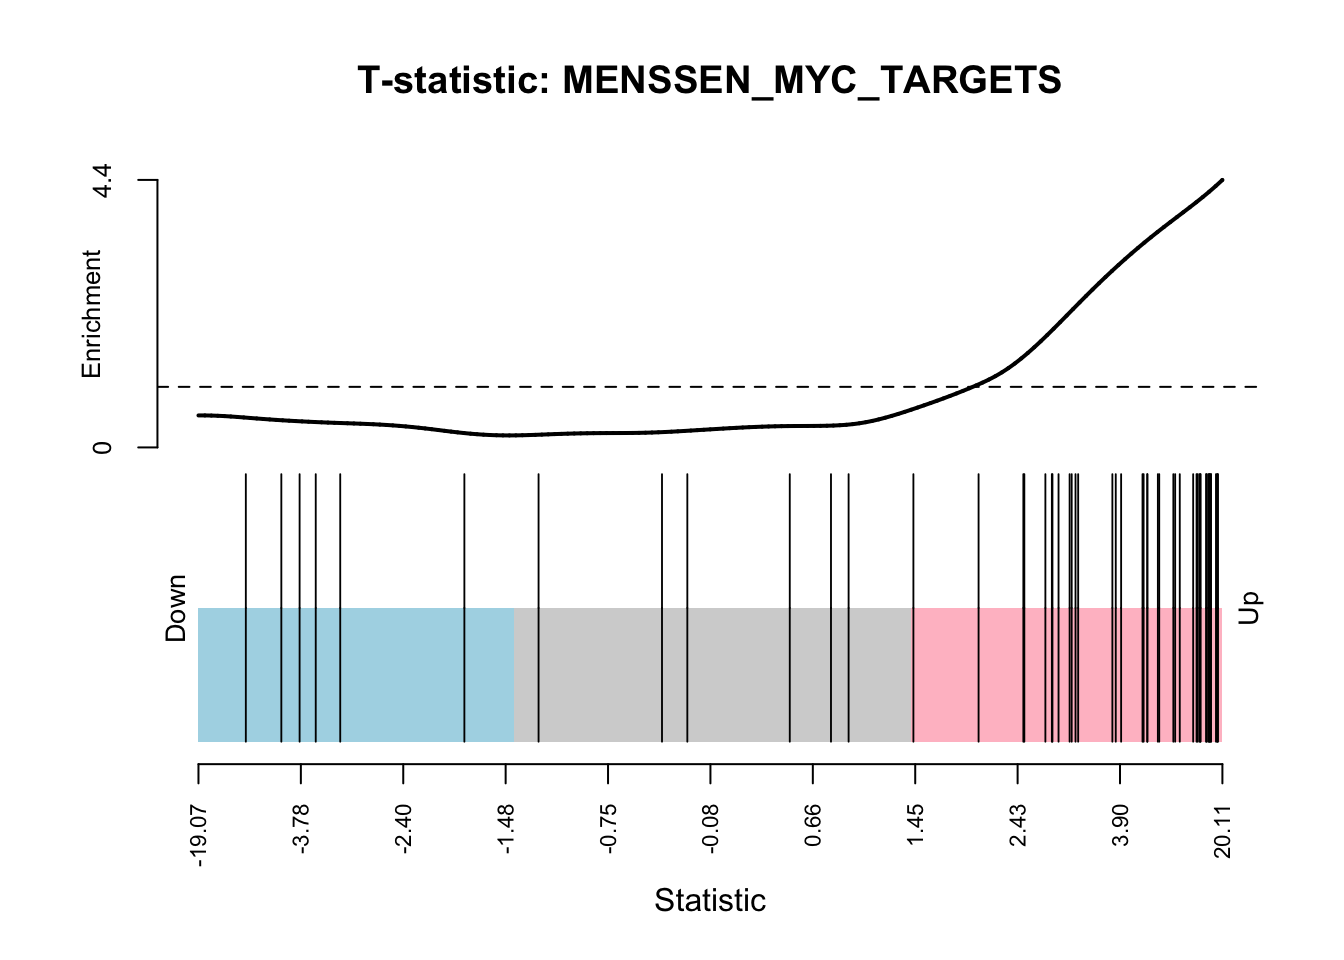 T-statistic: MENSSEN_MYC_TARGETS
4.4
Enrichment
0
Down
Up
-19.07
-3.78
-2.40
-1.48
-0.75
-0.08
0.66
1.45
2.43
3.90
20.11
Statistic